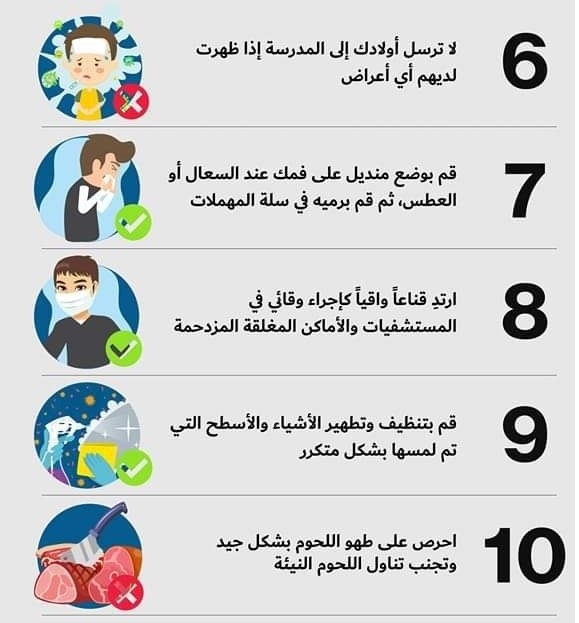 6
لا ترسل أولادك إلى المدرسة إذا ظهرت
لديهم أي أعراض
7
قم بوضع منديل على فمك عند السعال أو
العطس، ثم قم برميه في سلة المهملات
8
ارتدِ قناعاً واقياً كإجراء وقائي في
المستشفيات والأماكن المغلقة المزدحمة
9
قم بتنظيف وتطهير الأشياء والأسطح التي
تم لمسها بشكل متكرر
10
احرص على طهو اللحوم بشكل جيد
وتجنب تناول اللحوم النيئة